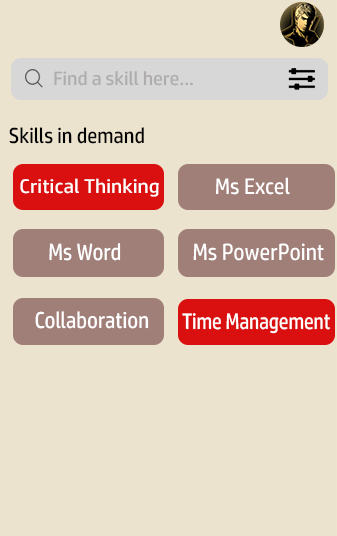 Find a skill here...
Skills in demand
Critical Thinking
Ms Excel
Ms Word
Ms PowerPoint
Collaboration
Time Management